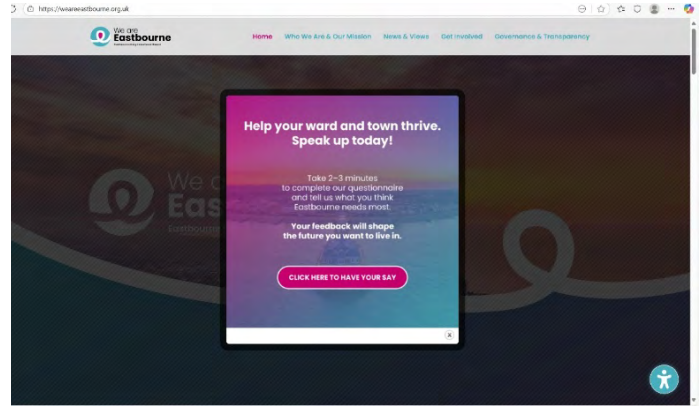 https://weareeastbourne.org.uk
We are
Eastbourne
Home Who We Are & Our Mission News & Views Get Involved Governance & Transparency
Help your ward and town thrive.
Speak up today!
Take 2–3 minutes
to complete our questionnaire
and tell us what you think
Eastbourne needs most.
Your feedback will shape
the future you want to live in.
CLICK HERE TO HAVE YOUR SAY
X
We
Eas
Eastbourn